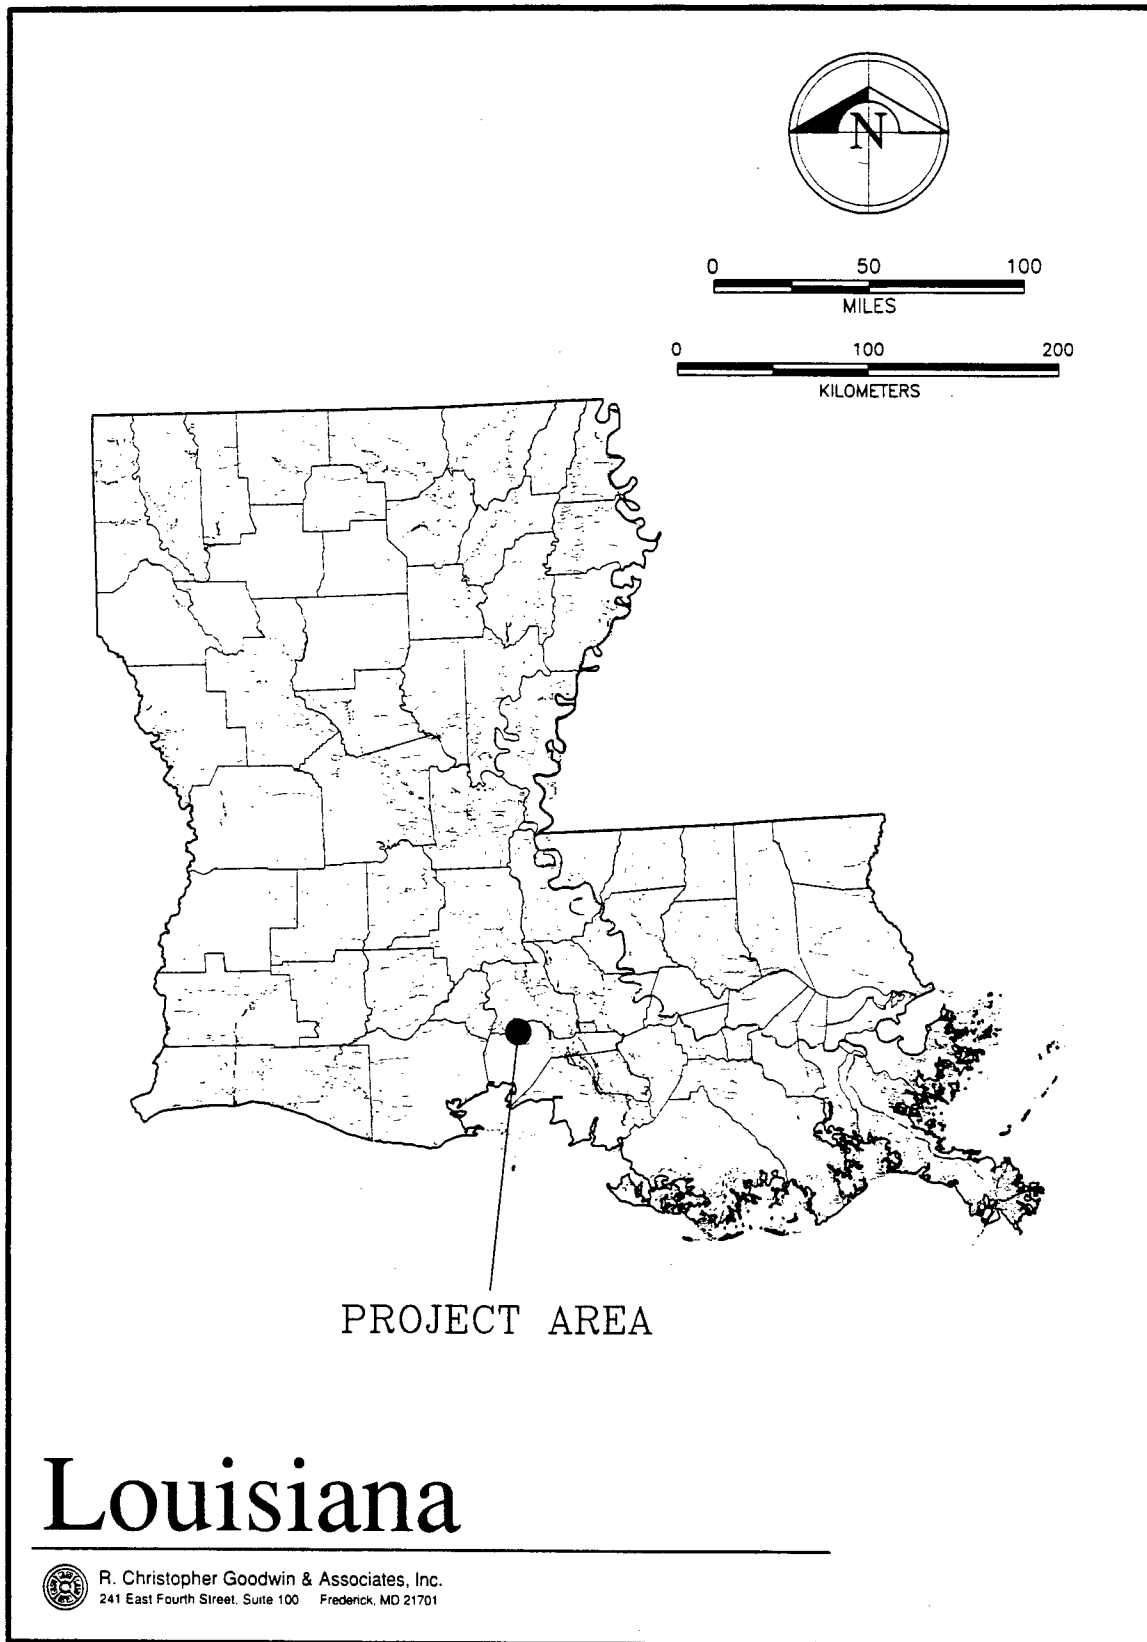 N
0 50 100
MILES
0 100 200
KILOMETERS
PROJECT AREA
Louisiana
R. Christopher Goodwin & Associates, Inc.
241 East Fourth Street, Suite 100 Frederick, MD 21701